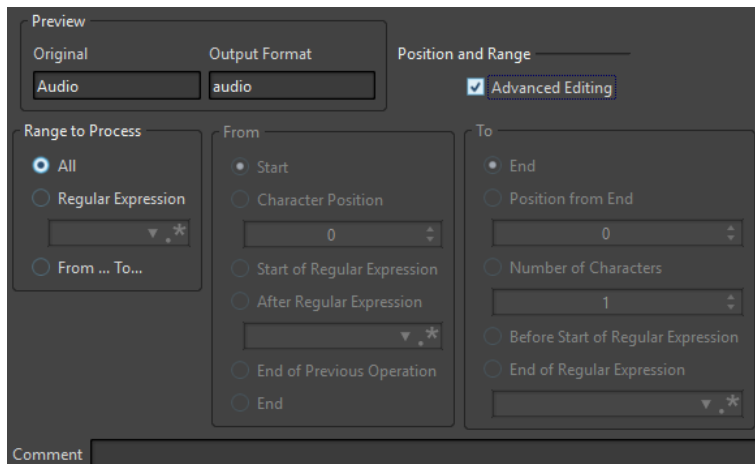 Preview
Original Output Format
Audio audio
Position and Range
Advanced Editing
Range to Process
All
Regular Expression
.*
From ... To...
From
Start
Character Position
0
Start of Regular Expression
After Regular Expression
.*
End of Previous Operation
End
To
End
Position from End
0
Number of Characters
1
Before Start of Regular Expression
End of Regular Expression
.*
Comment